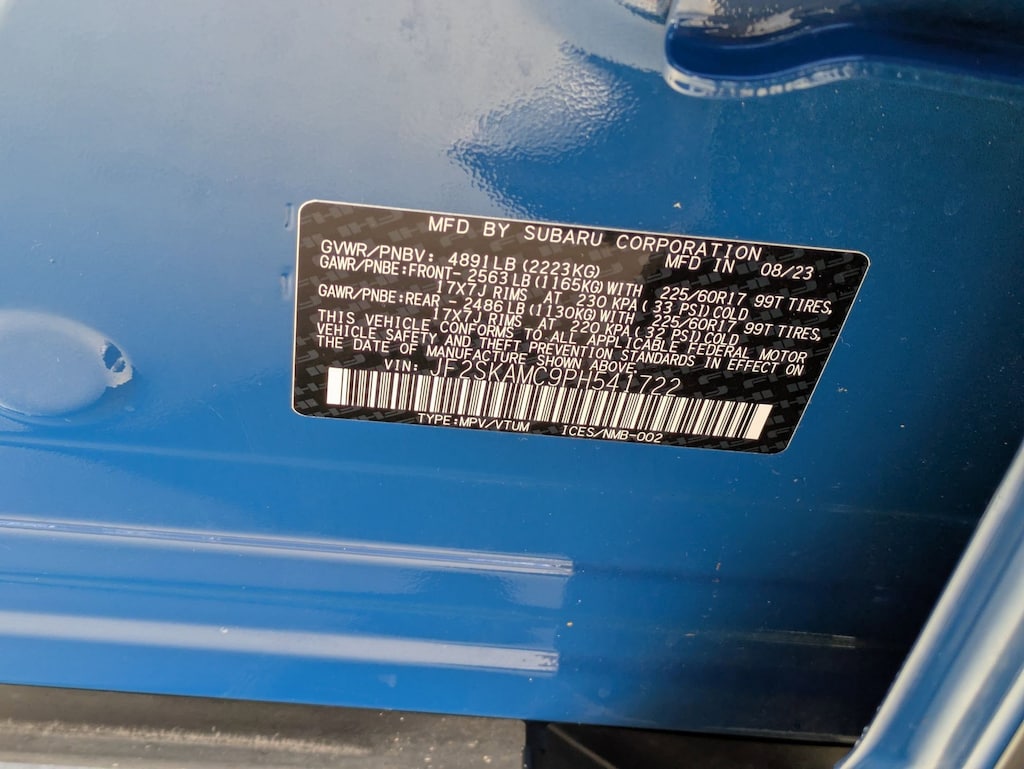 MFD BY SUBARU CORPORATION
GVWR/PNBV: 4891LB(2223KG) MFD IN 08/23
GAWR/PNBE:FRONT- 2563LB(1165KG)WITH 225/60R17 99T TIRES,
17X7J RIMS AT 230 KPA( 33 PSI)COLD
GAWR/PNBE:REAR - 2486LB(1130KG)WITH 225/60R17 99T TIRES,
17X7J RIMS AT 220 KPA( 32PSI)COLD
THIS VEHICLE CONFORMS TO ALL APPLICABLE FEDERAL MOTOR
VEHICLE SAFETY AND THEFT PREVENTION STANDARDS IN EFFECT ON
THE DATE OF MANUFACTURE SHOWN ABOVE.
VIN: JF2SKAMC9PH541722
TYPE:MPV/VTUM ICES/NMB-002